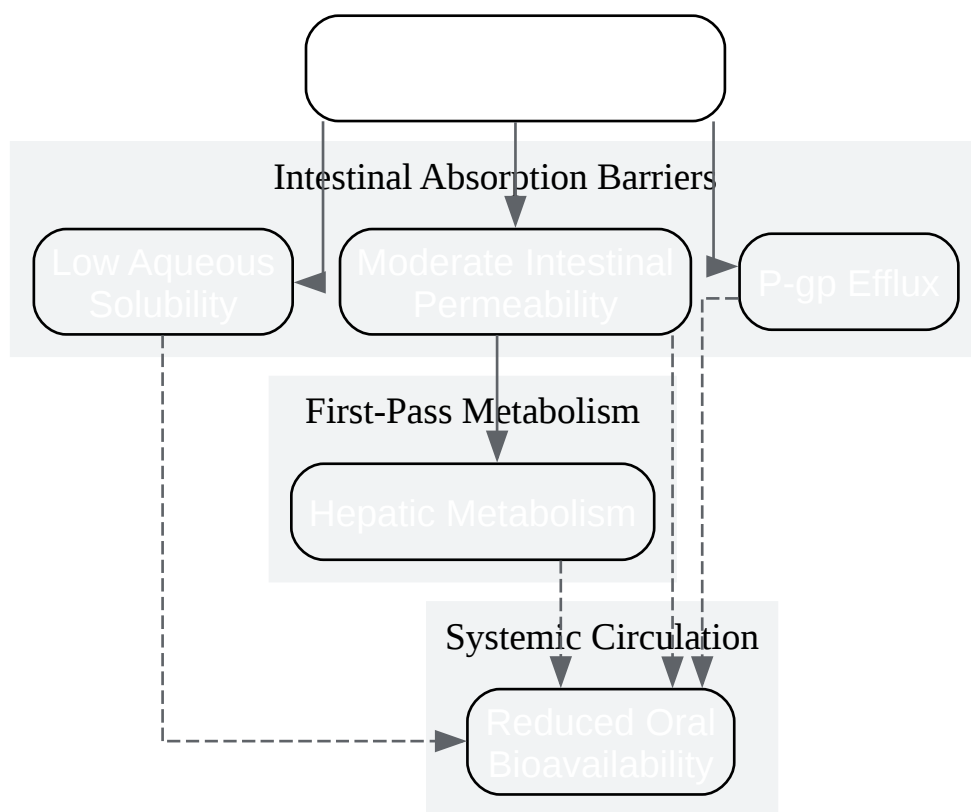 Intestinal Absorption Barriers
Low Aqueous
Solubility
Moderate Intestinal
Permeability
P-gp Efflux
First-Pass Metabolism
Hepatic Metabolism
Systemic Circulation
Reduced Oral
Bioavailability